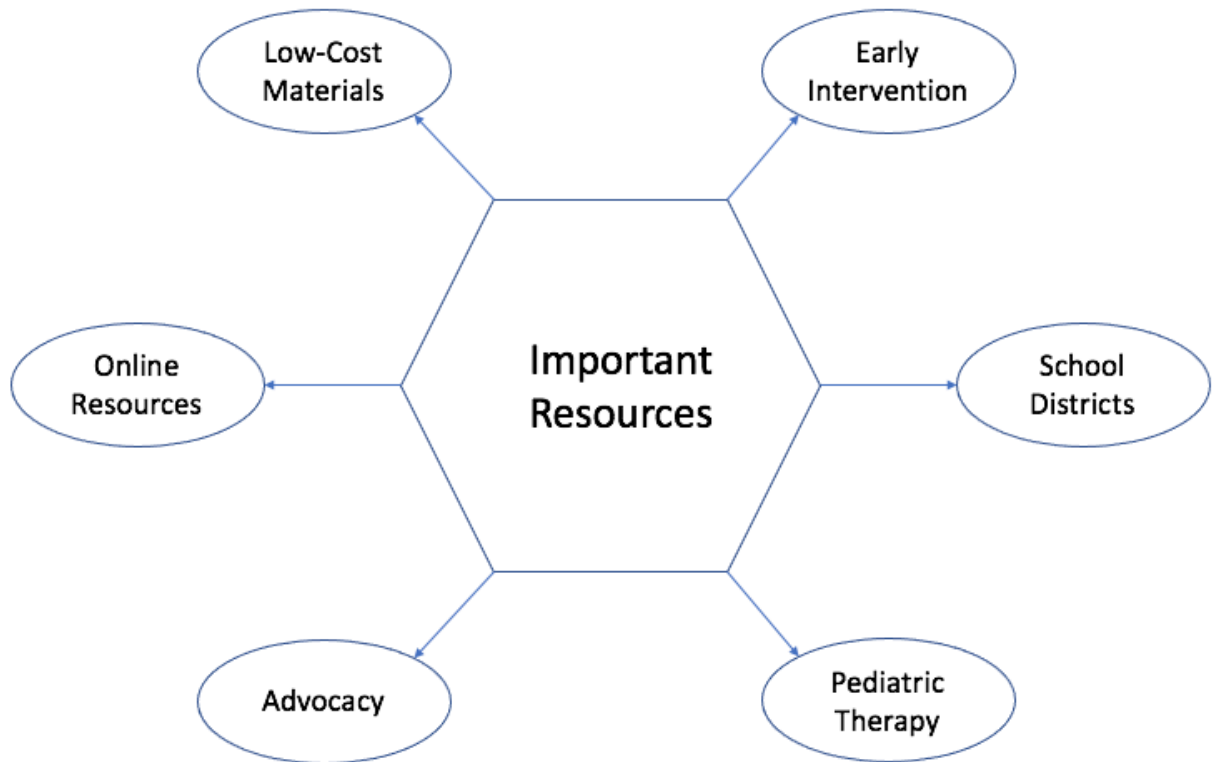 Low-Cost
Materials
Early
Intervention
Online
Resources
Important
Resources
School
Districts
Advocacy
Pediatric
Therapy